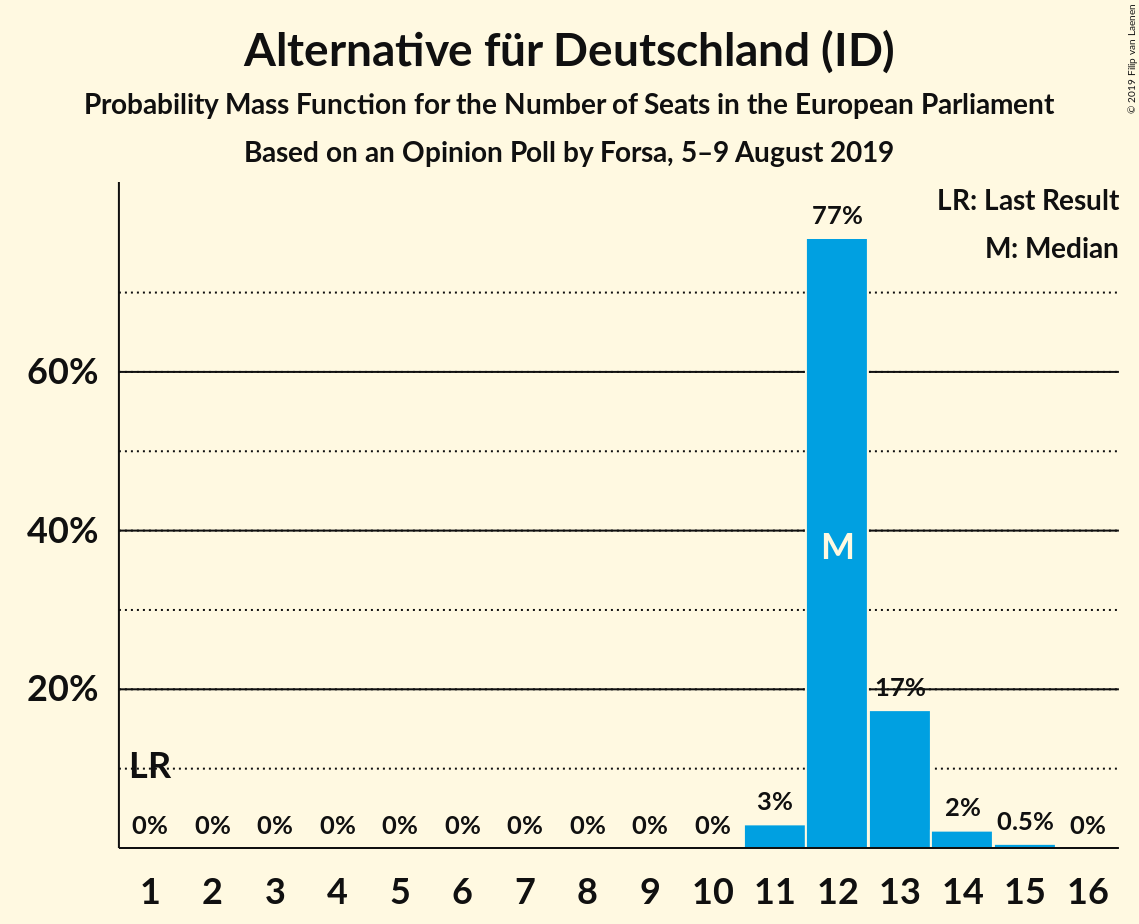 Alternative für Deutschland (ID)
Probability Mass Function for the Number of Seats in the European Parliament
Based on an Opinion Poll by Forsa, 5–9 August 2019
© 2019 Filip van Laenen
LR: Last Result
M: Median
77%
60%
40%
M
20%
17%
LR
0% 0% 0% 0% 0% 0% 0% 0% 0% 0% 3% 2% 0.5% 0%
1 2 3 4 5 6 7 8 9 10 11 12 13 14 15 16